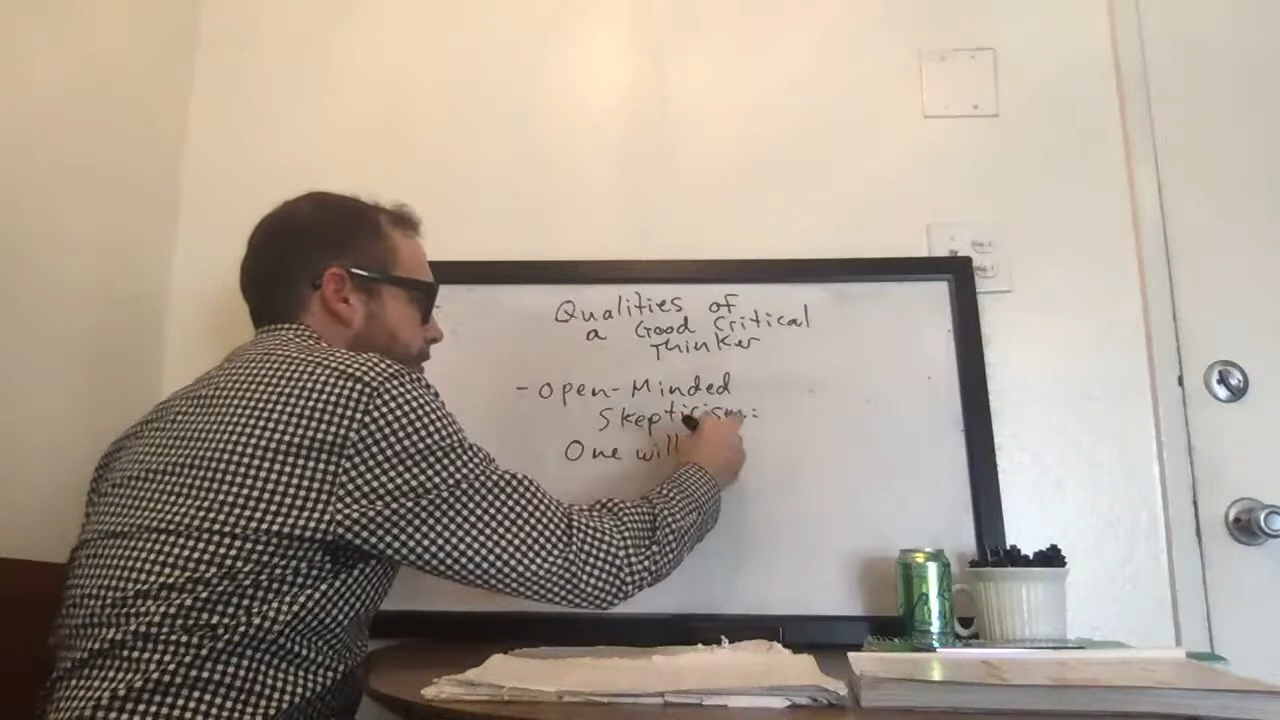 Qualities of
a Good Critical
Thinker
- Open-Minded
Skepticism:
One will